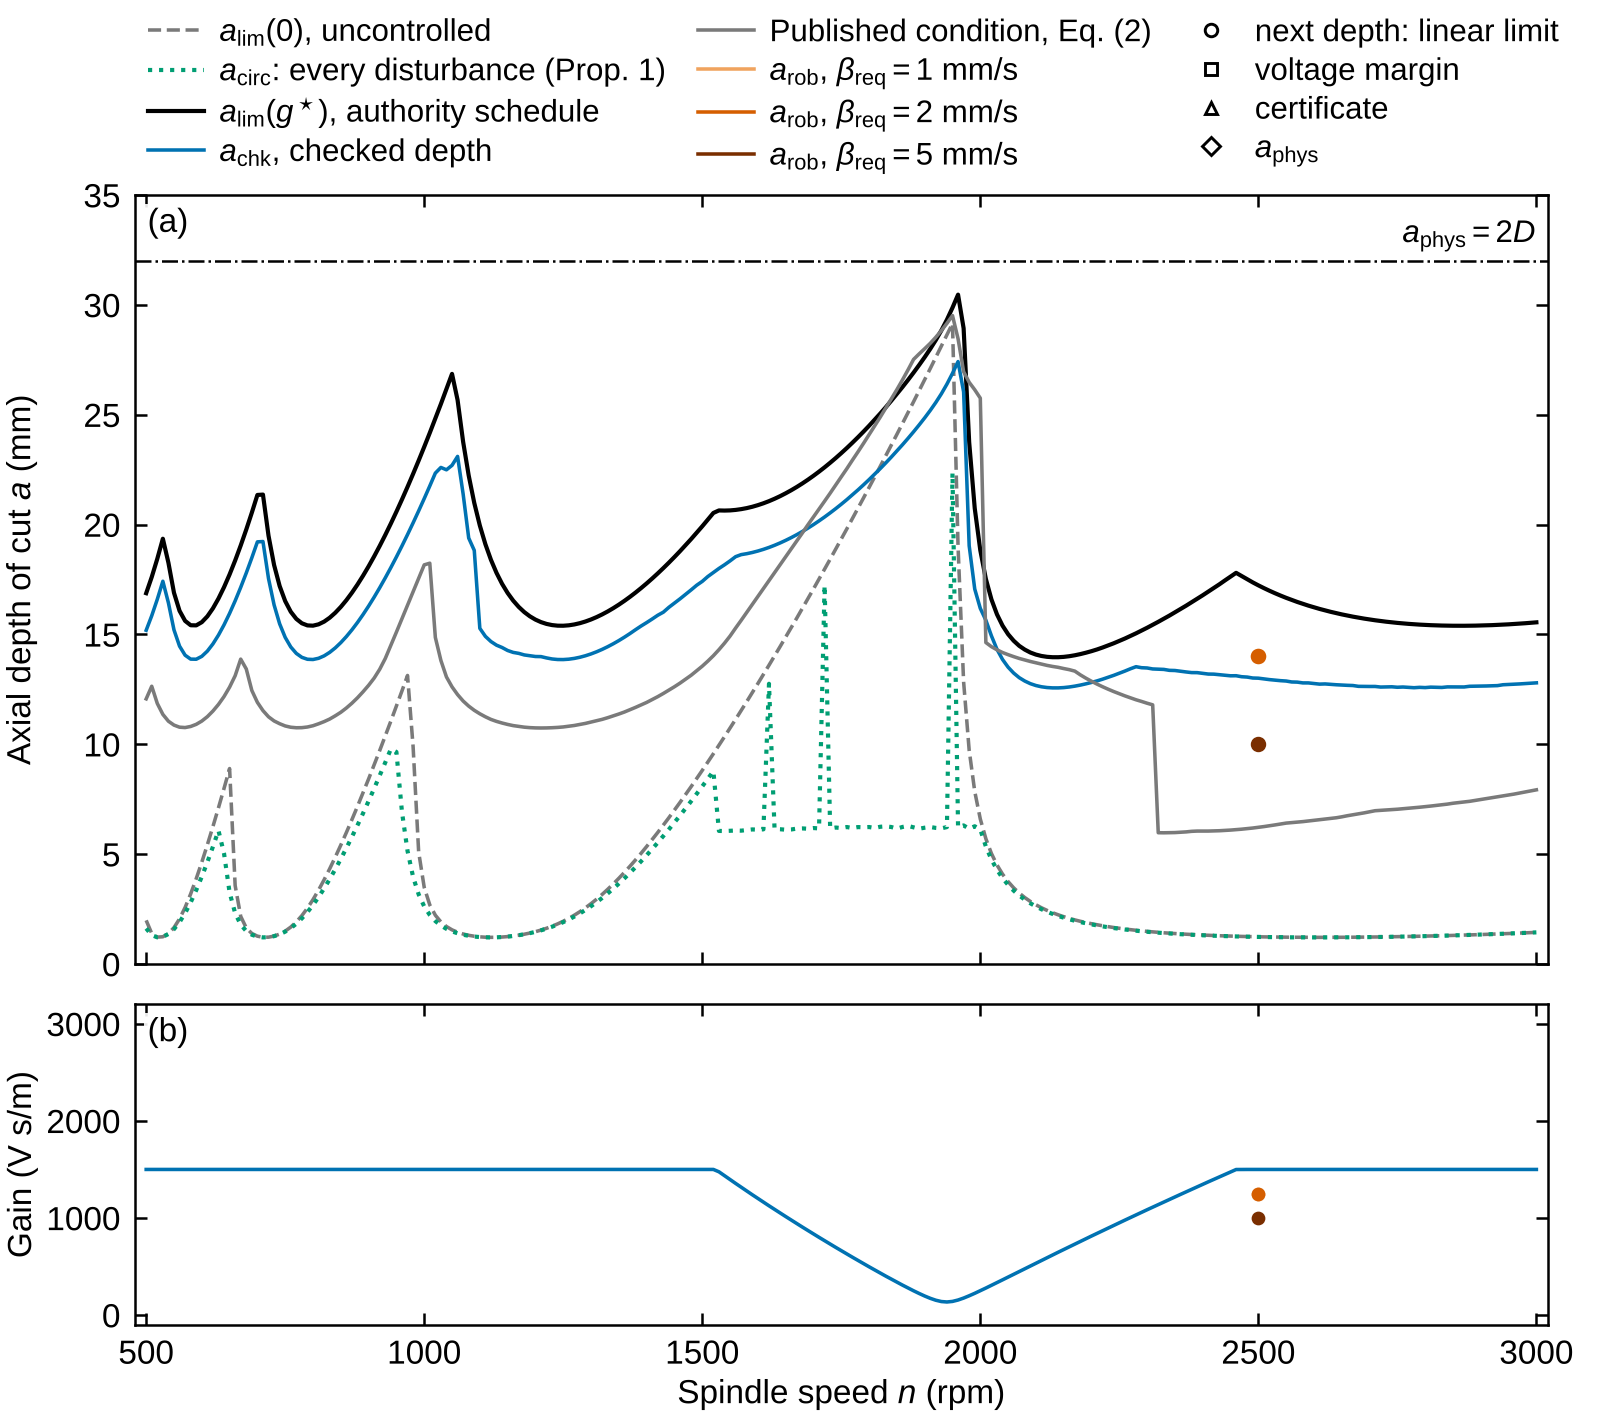 a_lim(0), uncontrolled
a_circ: every disturbance (Prop. 1)
a_lim(g⋆), authority schedule
a_chk, checked depth
Published condition, Eq. (2)
a_rob, β_req = 1 mm/s
a_rob, β_req = 2 mm/s
a_rob, β_req = 5 mm/s
next depth: linear limit
voltage margin
certificate
a_phys
(a)
a_phys = 2D
35
30
25
20
15
10
5
0
Axial depth of cut a (mm)
(b)
3000
2000
1000
0
Gain (V s/m)
500 1000 1500 2000 2500 3000
Spindle speed n (rpm)